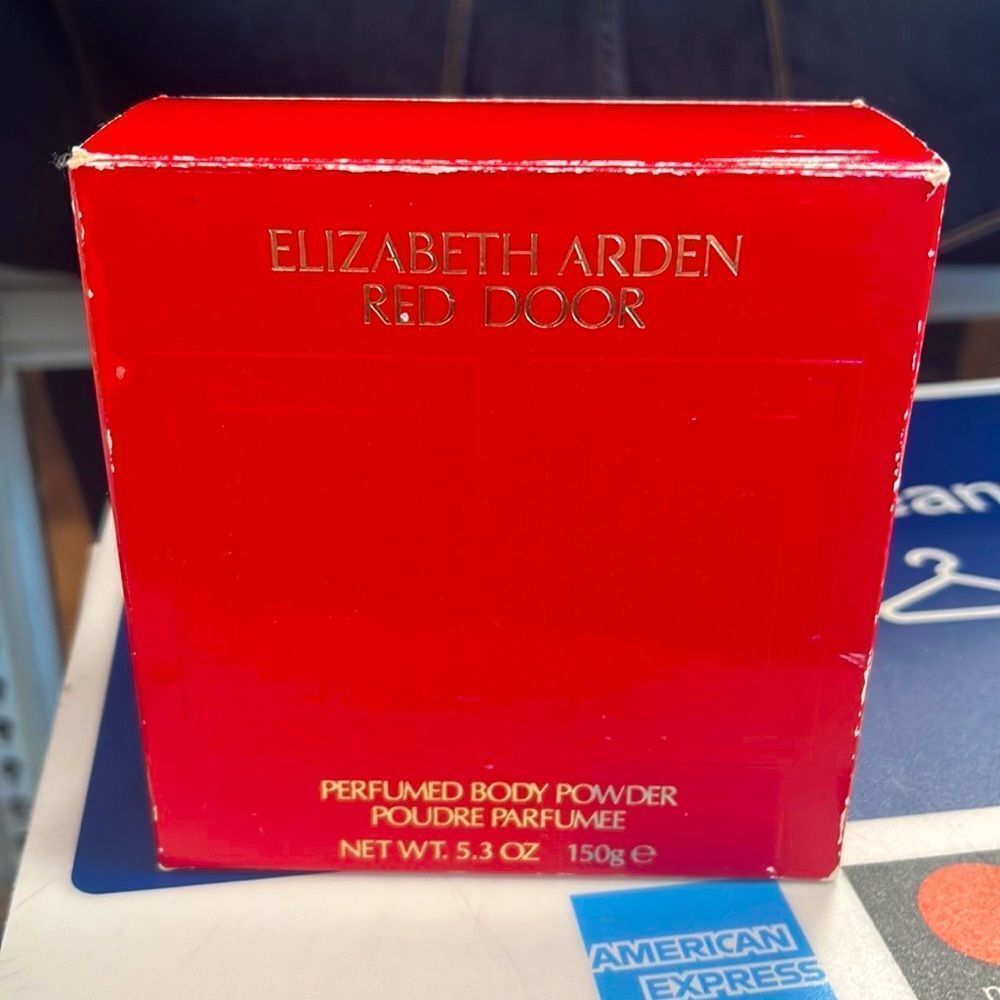 ELIZABETH ARDEN
RED DOOR
PERFUMED BODY POWDER
POUDRE PARFUMEE
NET WT. 5.3 OZ 150g e
AMERICAN
EXPRESS